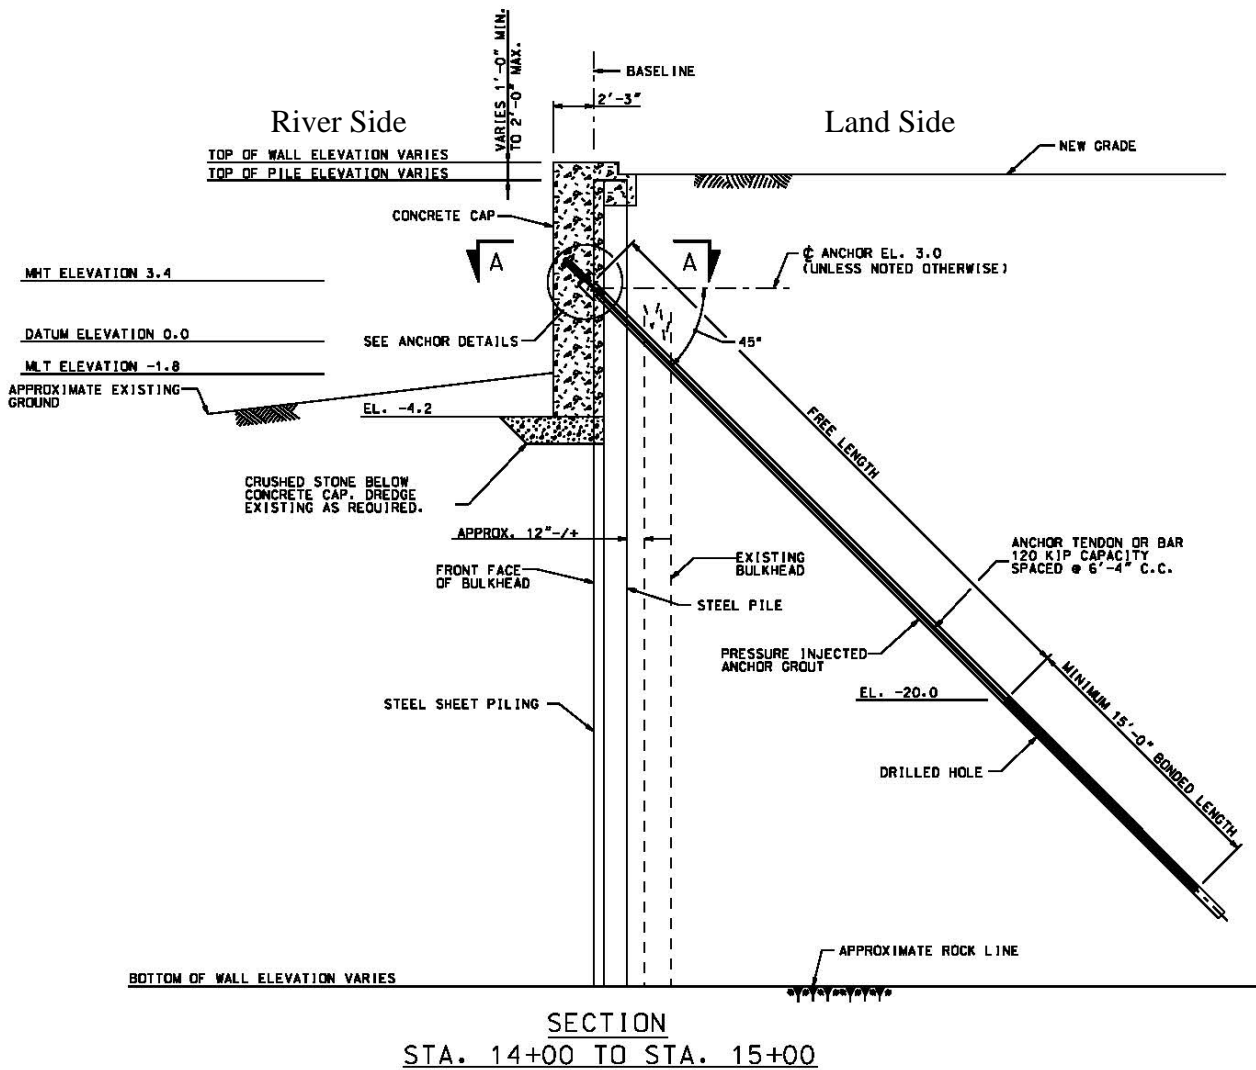 VARIES 1'-0" MIN.
TO 2'-0" MAX.
BASELINE
2'-3"
River Side
Land Side
NEW GRADE
TOP OF WALL ELEVATION VARIES
TOP OF PILE ELEVATION VARIES
CONCRETE CAP
A
A
℄ ANCHOR EL. 3.0
(UNLESS NOTED OTHERWISE)
MHT ELEVATION 3.4
DATUM ELEVATION 0.0
SEE ANCHOR DETAILS
45°
MLT ELEVATION -1.8
APPROXIMATE EXISTING
GROUND
EL. -4.2
FREE LENGTH
CRUSHED STONE BELOW
CONCRETE CAP. DREDGE
EXISTING AS REQUIRED.
APPROX. 12"-/+
ANCHOR TENDON OR BAR
120 KIP CAPACITY
SPACED @ 6'-4" C.C.
FRONT FACE
OF BULKHEAD
EXISTING
BULKHEAD
STEEL PILE
PRESSURE INJECTED
ANCHOR GROUT
EL. -20.0
MINIMUM 15'-0" BONDED LENGTH
STEEL SHEET PILING
DRILLED HOLE
APPROXIMATE ROCK LINE
BOTTOM OF WALL ELEVATION VARIES
SECTION
STA. 14+00 TO STA. 15+00